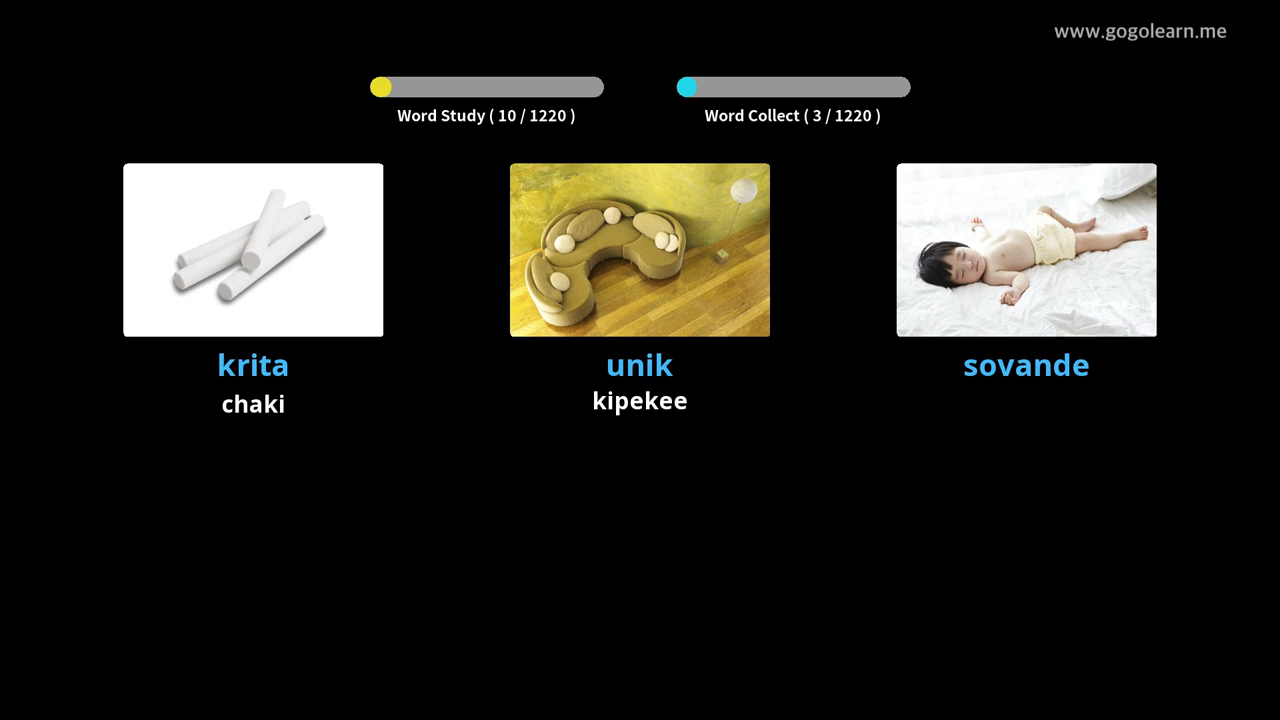 www.gogolearn.me
Word Study ( 10 / 1220 )
Word Collect ( 3 / 1220 )
krita
unik
sovande
chaki
kipekee